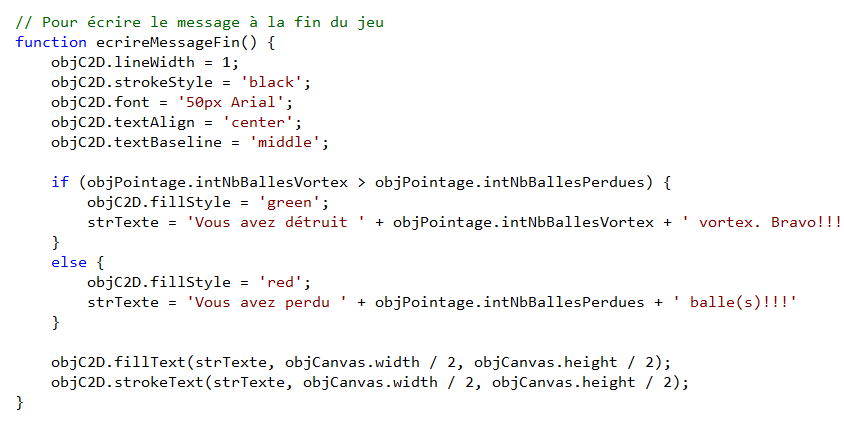 // Pour écrire le message à la fin du jeu
function ecrireMessageFin() {
    objC2D.lineWidth = 1;
    objC2D.strokeStyle = 'black';
    objC2D.font = '50px Arial';
    objC2D.textAlign = 'center';
    objC2D.textBaseline = 'middle';

    if (objPointage.intNbBallesVortex > objPointage.intNbBallesPerdues) {
        objC2D.fillStyle = 'green';
        strTexte = 'Vous avez détruit ' + objPointage.intNbBallesVortex + ' vortex. Bravo!!!
    }
    else {
        objC2D.fillStyle = 'red';
        strTexte = 'Vous avez perdu ' + objPointage.intNbBallesPerdues + ' balle(s)!!!'
    }

    objC2D.fillText(strTexte, objCanvas.width / 2, objCanvas.height / 2);
    objC2D.strokeText(strTexte, objCanvas.width / 2, objCanvas.height / 2);
}